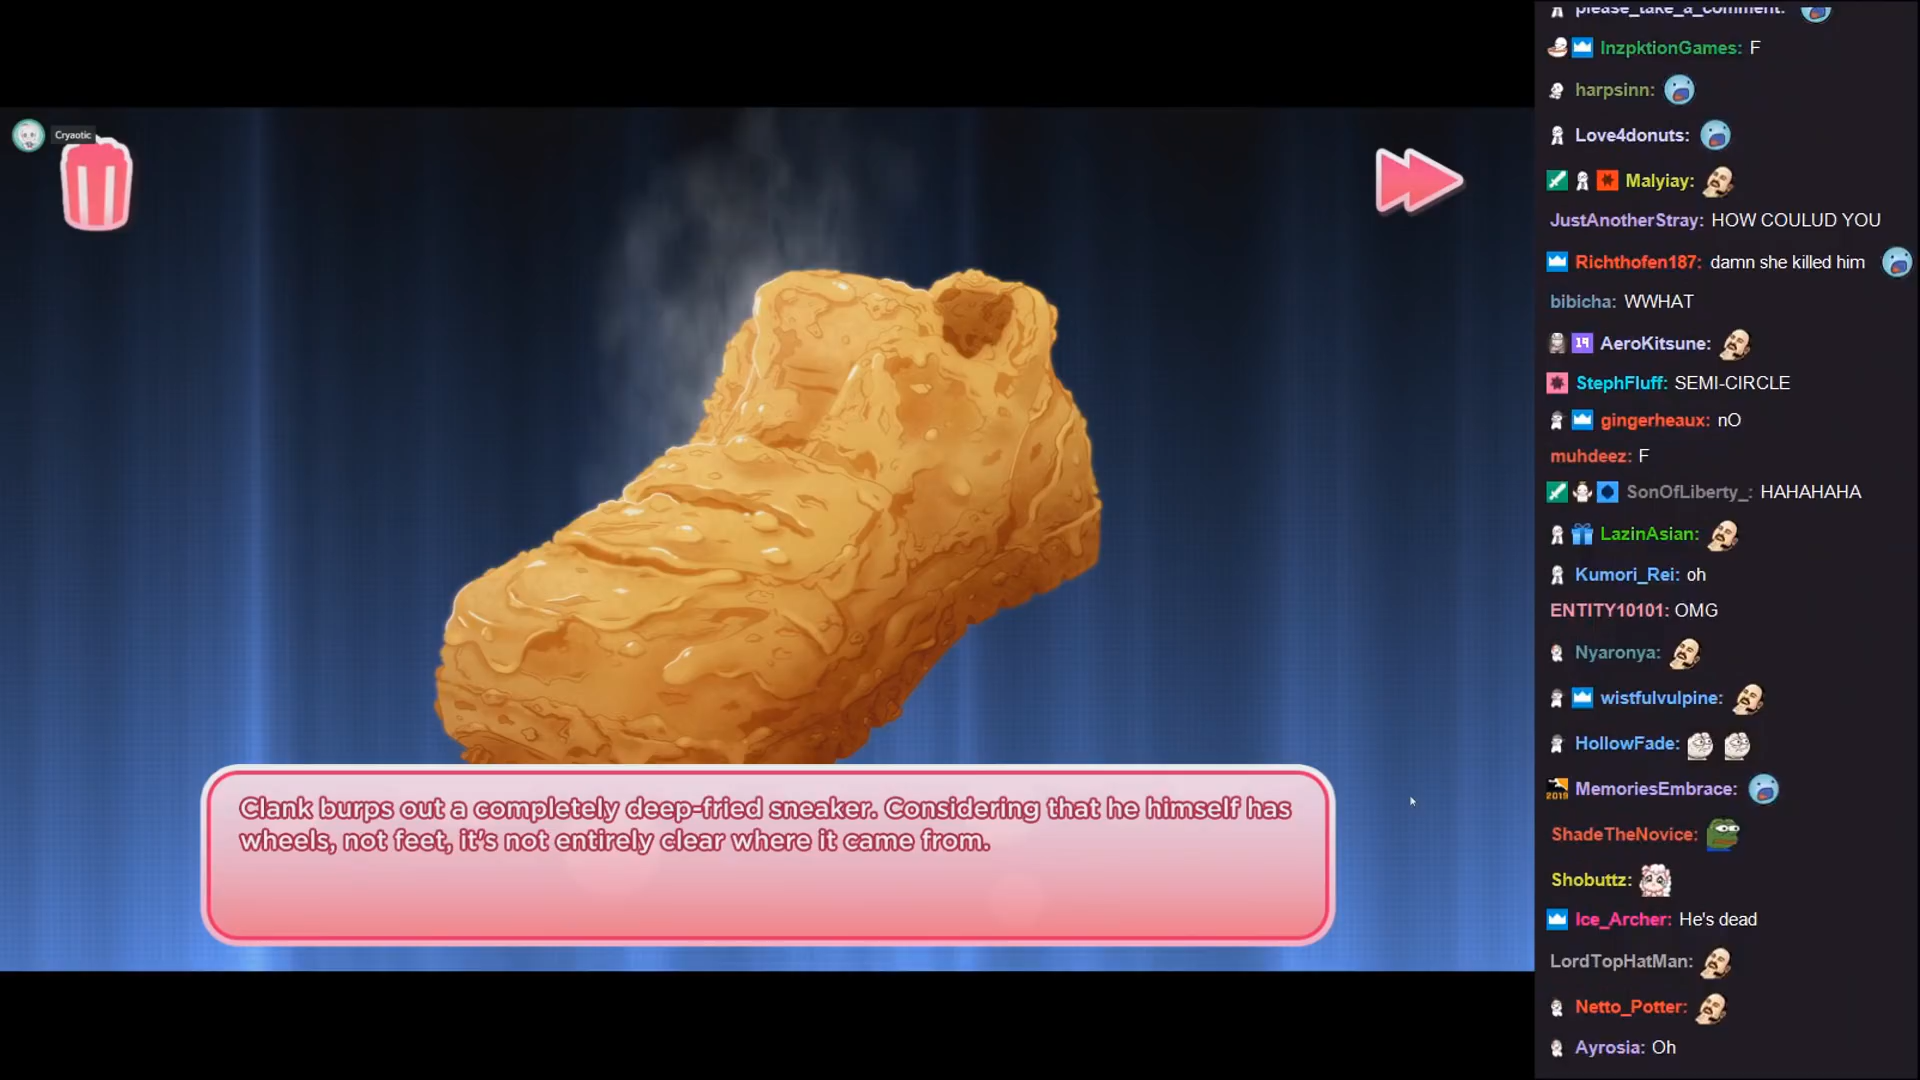 Cryaotic
Clank burps out a completely deep-fried sneaker. Considering that he himself has
wheels, not feet, it's not entirely clear where it came from.
please_take_a_comment:
InzpktionGames: F
harpsinn:
Love4donuts:
Malyiay:
JustAnotherStray: HOW COULUD YOU
Richthofen187: damn she killed him
bibicha: WWHAT
19 AeroKitsune:
StephFluff: SEMI-CIRCLE
gingerheaux: nO
muhdeez: F
SonOfLiberty_: HAHAHAHA
LazinAsian:
Kumori_Rei: oh
ENTITY10101: OMG
Nyaronya:
wistfulvulpine:
HollowFade:
2019 MemoriesEmbrace:
ShadeTheNovice:
Shobuttz:
Ice_Archer: He's dead
LordTopHatMan:
Netto_Potter:
Ayrosia: Oh